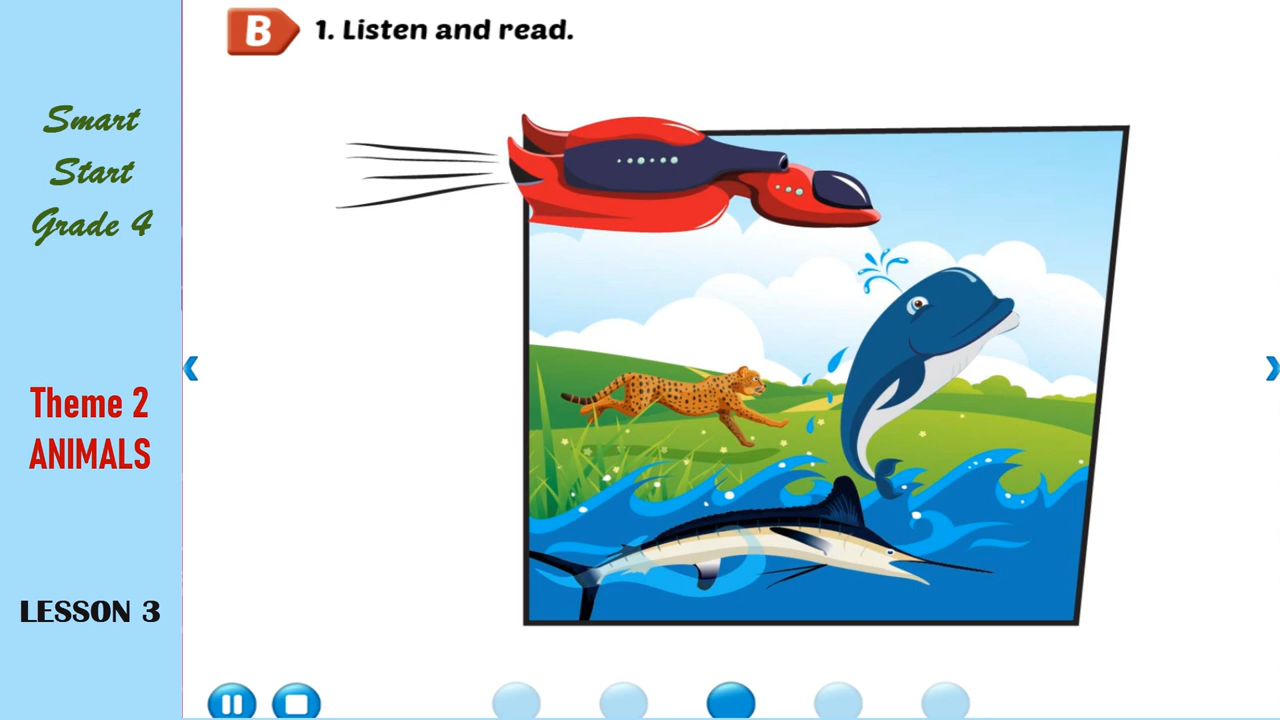 B 1. Listen and read.
Smart
Start
Grade 4
Theme 2
ANIMALS
LESSON 3